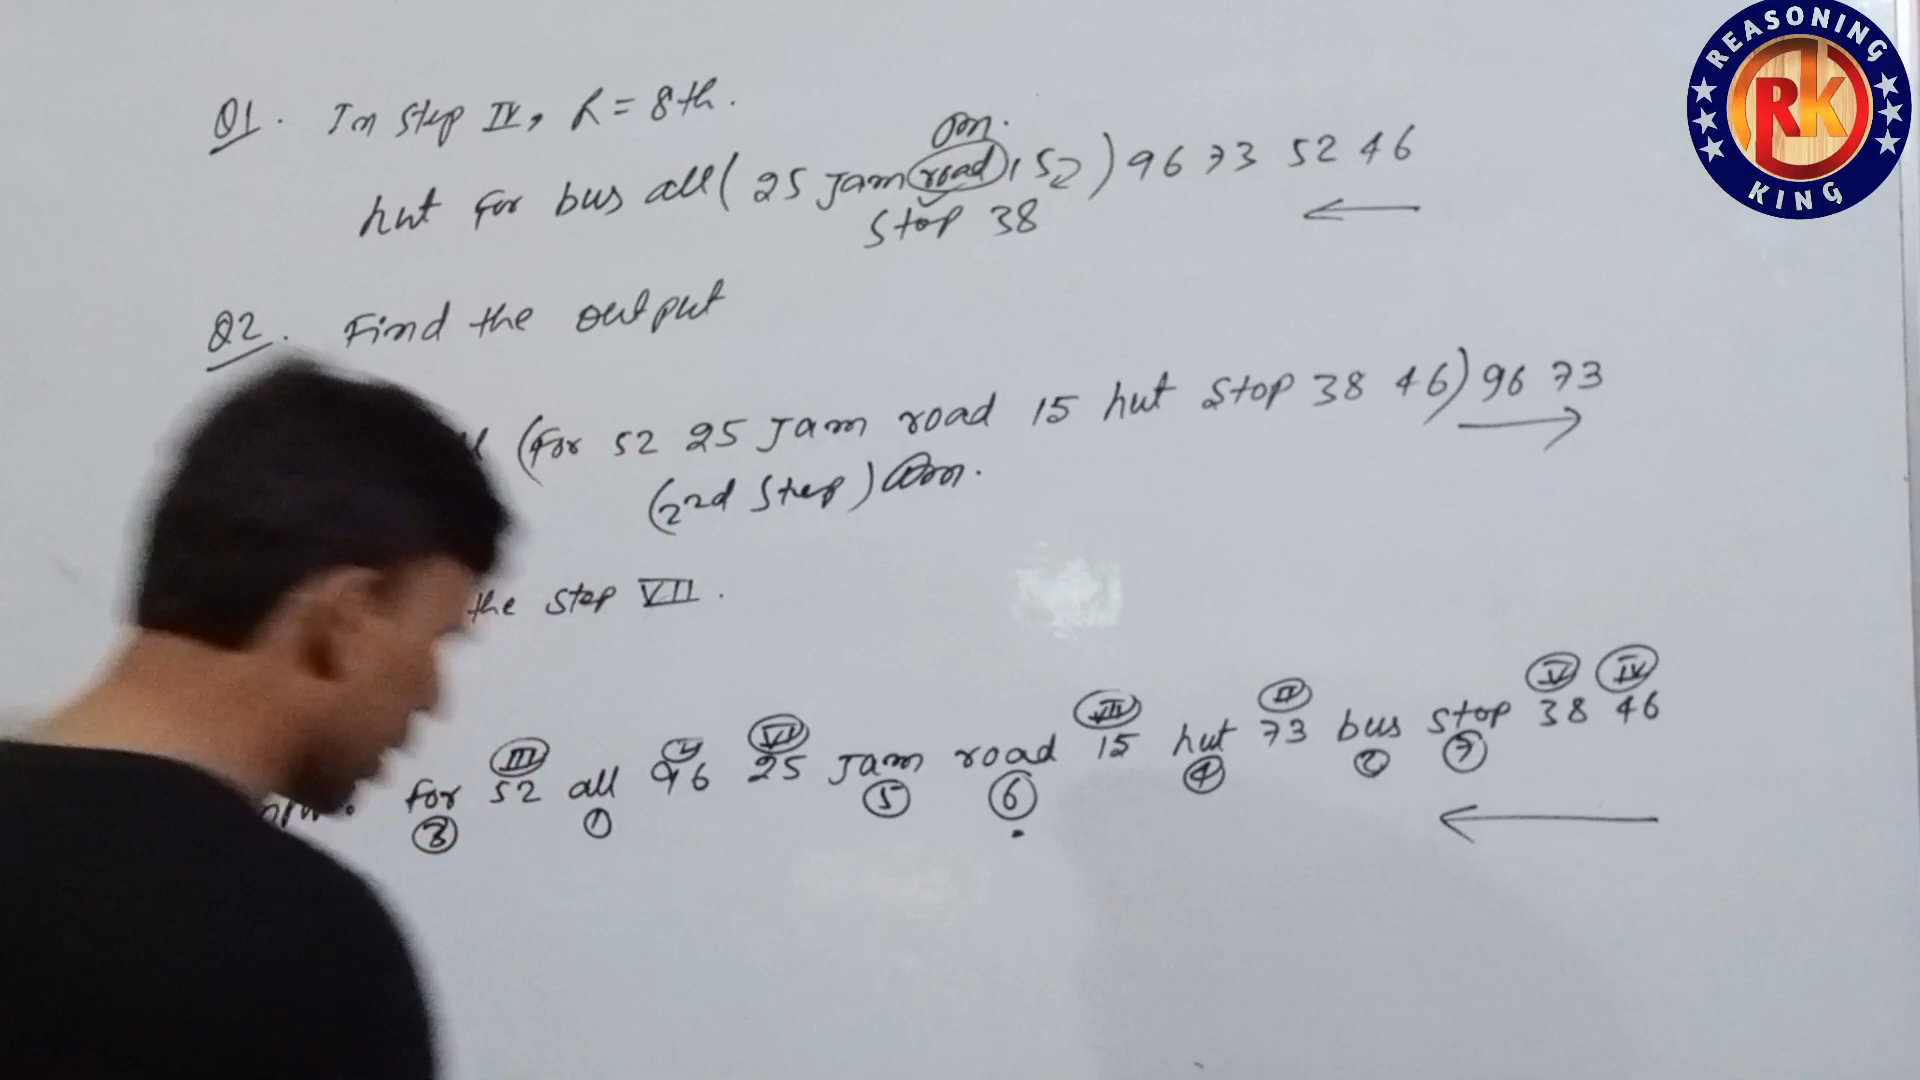 REASONING
RK
KING
Q1. In Step IV, R = 8th.
Ans.
hut for bus all ( 25 Jam road 152 ) 96 73 52 46
Stop 38
Q2. Find the output
(for 52 25 Jam road 15 hut Stop 38 46) 96 73
(2nd Step) Ans.
the step VII.
III VI VII II V IV
for 52 all 96 25 Jam road 15 hut 73 bus stop 38 46
3 1 5 6 4 2 7